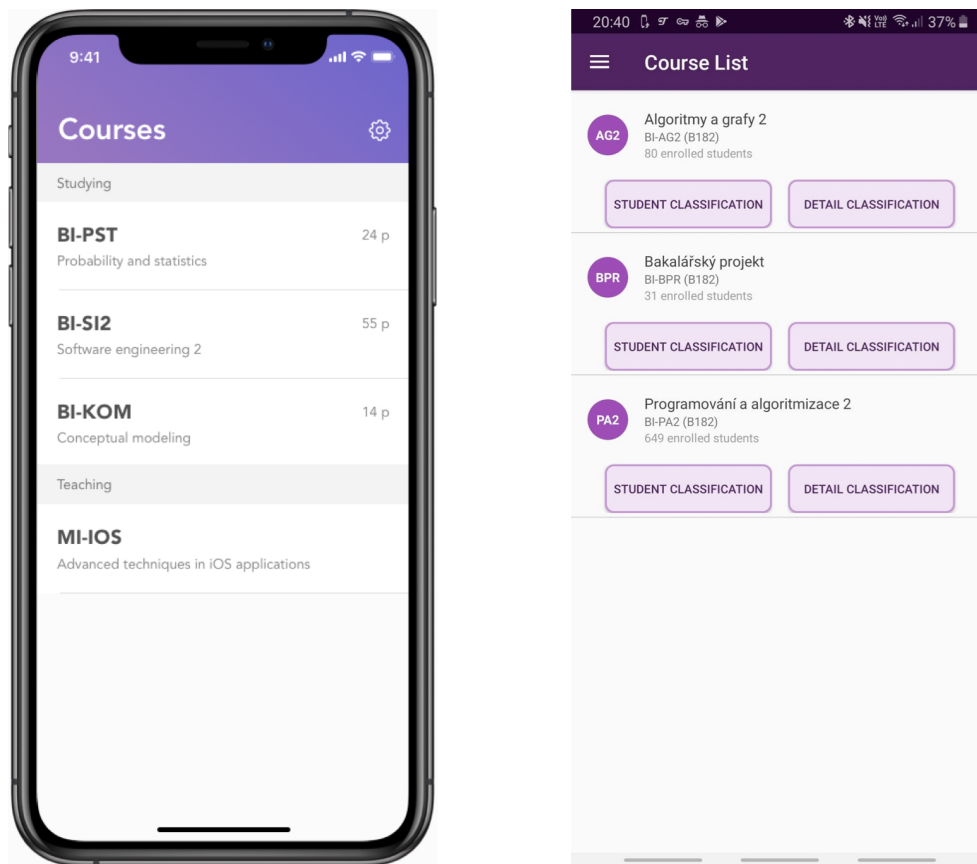 9:41
Courses
Studying
BI-PST 24 p
Probability and statistics
BI-SI2 55 p
Software engineering 2
BI-KOM 14 p
Conceptual modeling
Teaching
MI-IOS
Advanced techniques in iOS applications
20:40 37%
Course List
AG2
Algoritmy a grafy 2
BI-AG2 (B182)
80 enrolled students
STUDENT CLASSIFICATION DETAIL CLASSIFICATION
BPR
Bakalářský projekt
BI-BPR (B182)
31 enrolled students
STUDENT CLASSIFICATION DETAIL CLASSIFICATION
PA2
Programování a algoritmizace 2
BI-PA2 (B182)
649 enrolled students
STUDENT CLASSIFICATION DETAIL CLASSIFICATION